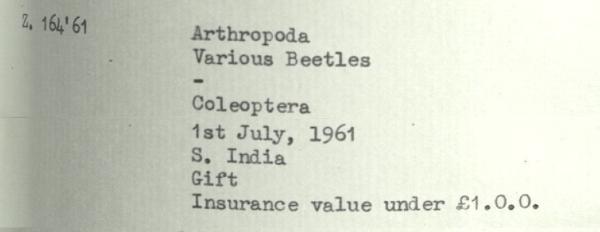 Z. 164'61
Arthropoda
Various Beetles
-
Coleoptera
1st July, 1961
S. India
Gift
Insurance value under £1.0.0.